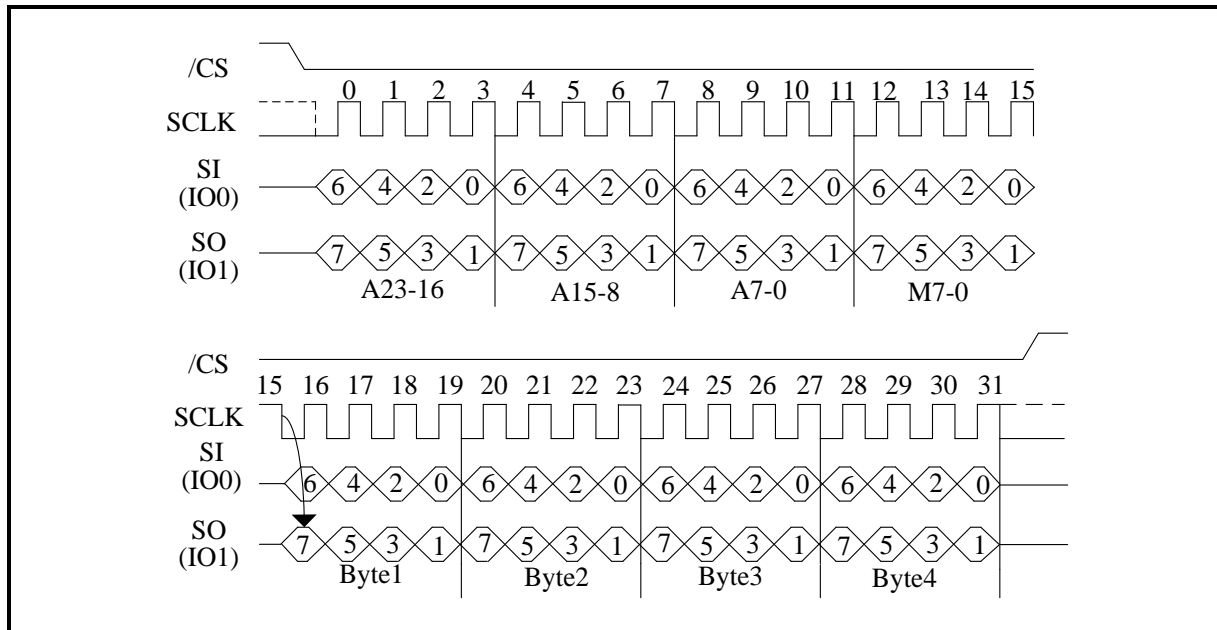 /CS
0 1 2 3 4 5 6 7 8 9 10 11 12 13 14 15
SCLK
SI
(IO0)
6 4 2 0 6 4 2 0 6 4 2 0 6 4 2 0
SO
(IO1)
7 5 3 1 7 5 3 1 7 5 3 1 7 5 3 1
A23-16 A15-8 A7-0 M7-0
/CS
15 16 17 18 19 20 21 22 23 24 25 26 27 28 29 30 31
SCLK
SI
(IO0)
6 4 2 0 6 4 2 0 6 4 2 0 6 4 2 0
SO
(IO1)
7 5 3 1 7 5 3 1 7 5 3 1 7 5 3 1
Byte1 Byte2 Byte3 Byte4